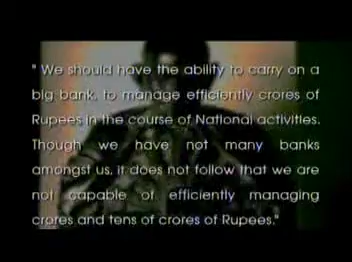 " We should have the ability to carry on a
big bank, to manage efficiently crores of
Rupees in the course of National activities.
Though we have not many banks
amongst us, it does not follow that we are
not capable of efficiently managing
crores and tens of crores of Rupees."